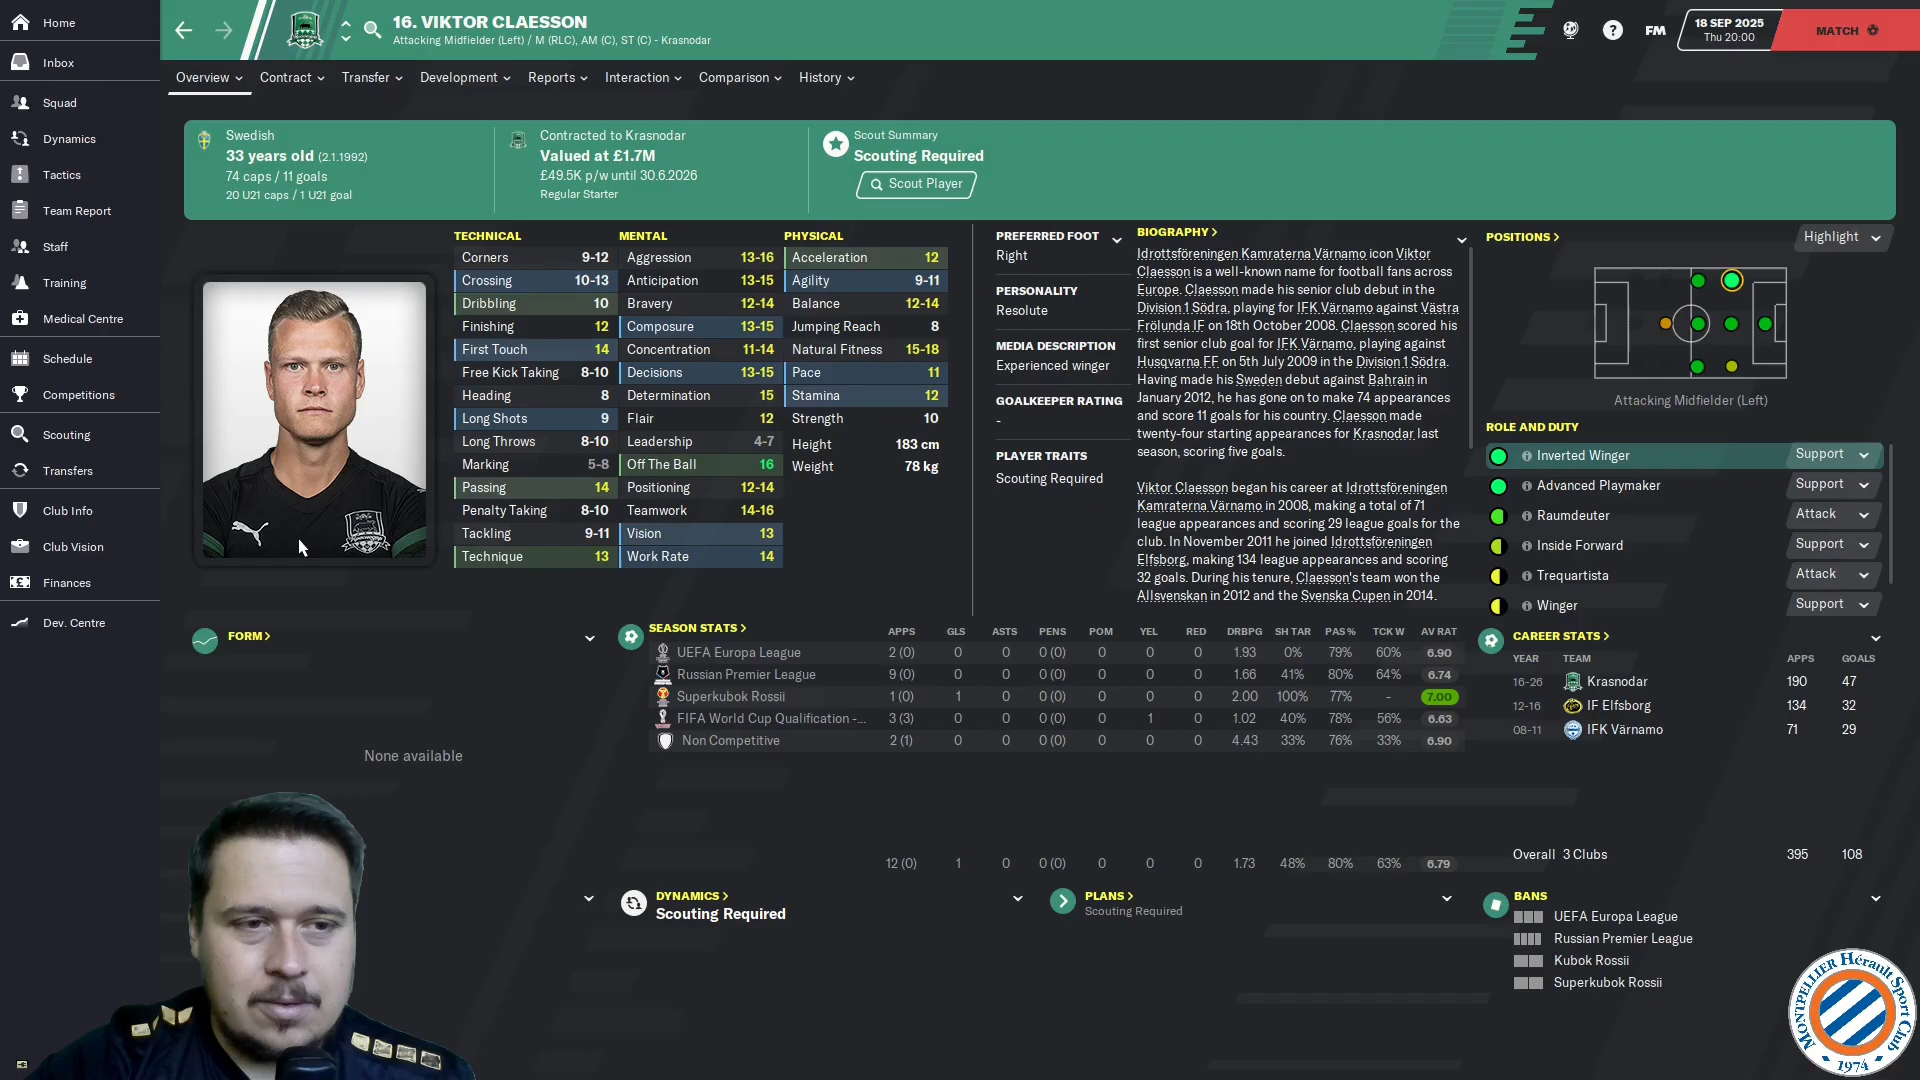 Home
Inbox
Squad
Dynamics
Tactics
Team Report
Staff
Training
Medical Centre
Schedule
Competitions
Scouting
Transfers
Club Info
Club Vision
Finances
Dev. Centre
16. VIKTOR CLAESSON
Attacking Midfielder (Left) / M (RLC), AM (C), ST (C) - Krasnodar
FM
18 SEP 2025
Thu 20:00
MATCH
Overview Contract Transfer Development Reports Interaction Comparison History
Swedish
33 years old (2.1.1992)
74 caps / 11 goals
20 U21 caps / 1 U21 goal
Contracted to Krasnodar
Valued at £1.7M
£49.5K p/w until 30.6.2026
Regular Starter
Scout Summary
Scouting Required
Scout Player
TECHNICAL
Corners 9-12
Crossing 10-13
Dribbling 10
Finishing 12
First Touch 14
Free Kick Taking 8-10
Heading 8
Long Shots 9
Long Throws 8-10
Marking 5-8
Passing 14
Penalty Taking 8-10
Tackling 9-11
Technique 13
MENTAL
Aggression 13-16
Anticipation 13-15
Bravery 12-14
Composure 13-15
Concentration 11-14
Decisions 13-15
Determination 15
Flair 12
Leadership 4-7
Off The Ball 16
Positioning 12-14
Teamwork 14-16
Vision 13
Work Rate 14
PHYSICAL
Acceleration 12
Agility 9-11
Balance 12-14
Jumping Reach 8
Natural Fitness 15-18
Pace 11
Stamina 12
Strength 10
Height 183 cm
Weight 78 kg
PREFERRED FOOT
Right
PERSONALITY
Resolute
MEDIA DESCRIPTION
Experienced winger
GOALKEEPER RATING
-
PLAYER TRAITS
Scouting Required
BIOGRAPHY >
Idrottsföreningen Kamraterna Värnamo icon Viktor
Claesson is a well-known name for football fans across
Europe. Claesson made his senior club debut in the
Division 1 Södra, playing for IFK Värnamo against Västra
Frölunda IF on 18th October 2008. Claesson scored his
first senior club goal for IFK Värnamo, playing against
Husqvarna FF on 5th July 2009 in the Division 1 Södra.
Having made his Sweden debut against Bahrain in
January 2012, he has gone on to make 74 appearances
and score 11 goals for his country. Claesson made
twenty-four starting appearances for Krasnodar last
season, scoring five goals.
Viktor Claesson began his career at Idrottsföreningen
Kamraterna Värnamo in 2008, making a total of 71
league appearances and scoring 29 league goals for the
club. In November 2011 he joined Idrottsföreningen
Elfsborg, making 134 league appearances and scoring
32 goals. During his tenure, Claesson's team won the
Allsvenskan in 2012 and the Svenska Cupen in 2014.
POSITIONS >
Highlight
Attacking Midfielder (Left)
ROLE AND DUTY
Inverted Winger Support
Advanced Playmaker Support
Raumdeuter Attack
Inside Forward Support
Trequartista Attack
Winger Support
FORM >
None available
SEASON STATS > APPS GLS ASTS PENS POM YEL RED DRBPG SH TAR PAS % TCK W AV RAT
UEFA Europa League 2 (0) 0 0 0 (0) 0 0 0 1.93 0% 79% 60% 6.90
Russian Premier League 9 (0) 0 0 0 (0) 0 0 0 1.66 41% 80% 64% 6.74
Superkubok Rossii 1 (0) 1 0 0 (0) 0 0 0 2.00 100% 77% - 7.00
FIFA World Cup Qualification -... 3 (3) 0 0 0 (0) 0 1 0 1.02 40% 78% 56% 6.63
Non Competitive 2 (1) 0 0 0 (0) 0 0 0 4.43 33% 76% 33% 6.90
12 (0) 1 0 0 (0) 0 0 0 1.73 48% 80% 63% 6.79
CAREER STATS >
YEAR TEAM APPS GOALS
16-26 Krasnodar 190 47
12-16 IF Elfsborg 134 32
08-11 IFK Värnamo 71 29
Overall 3 Clubs 395 108
DYNAMICS >
Scouting Required
PLANS >
Scouting Required
BANS
UEFA Europa League
Russian Premier League
Kubok Rossii
Superkubok Rossii
MONTPELLIER Hérault Sport Club
1974